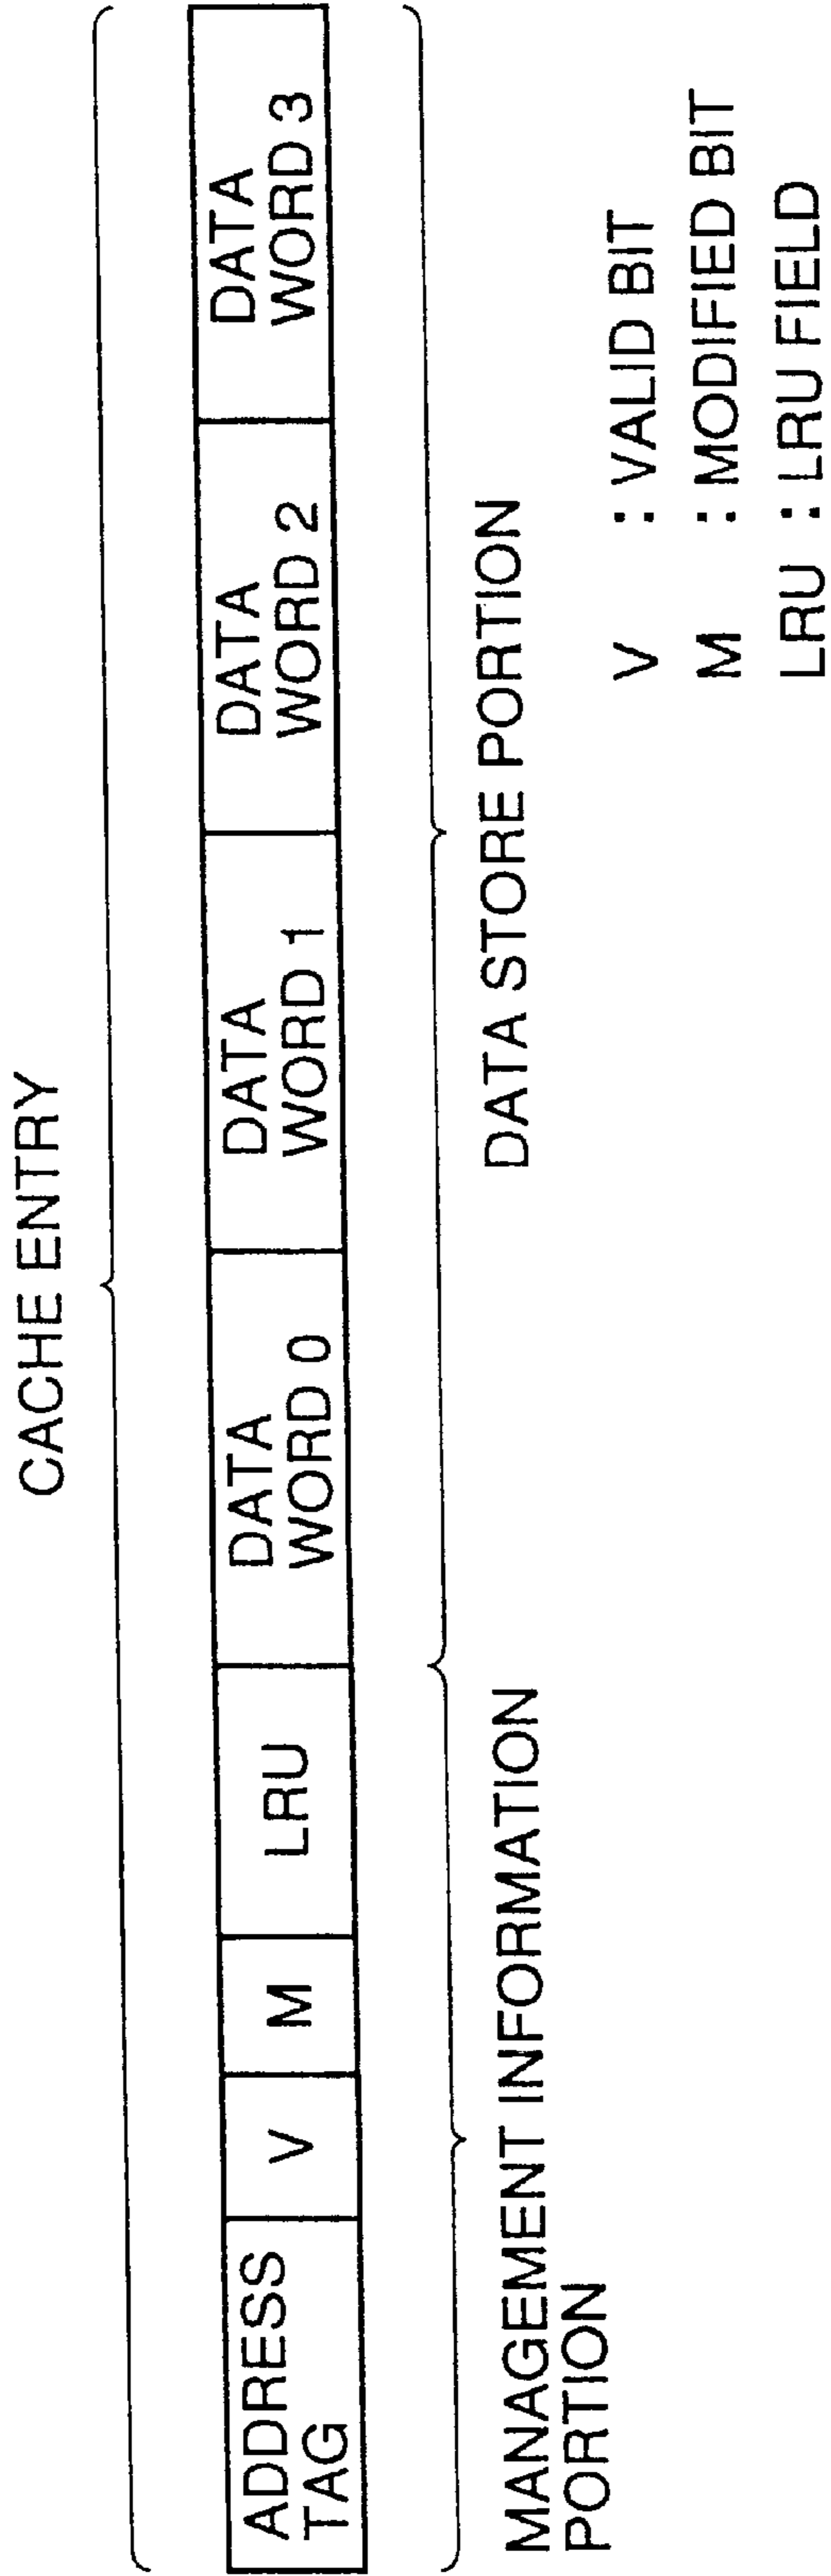 CACHE ENTRY
ADDRESS
TAG
V
M
LRU
DATA
WORD 0
DATA
WORD 1
DATA
WORD 2
DATA
WORD 3
MANAGEMENT INFORMATION
PORTION
DATA STORE PORTION
V : VALID BIT
M : MODIFIED BIT
LRU : LRU FIELD